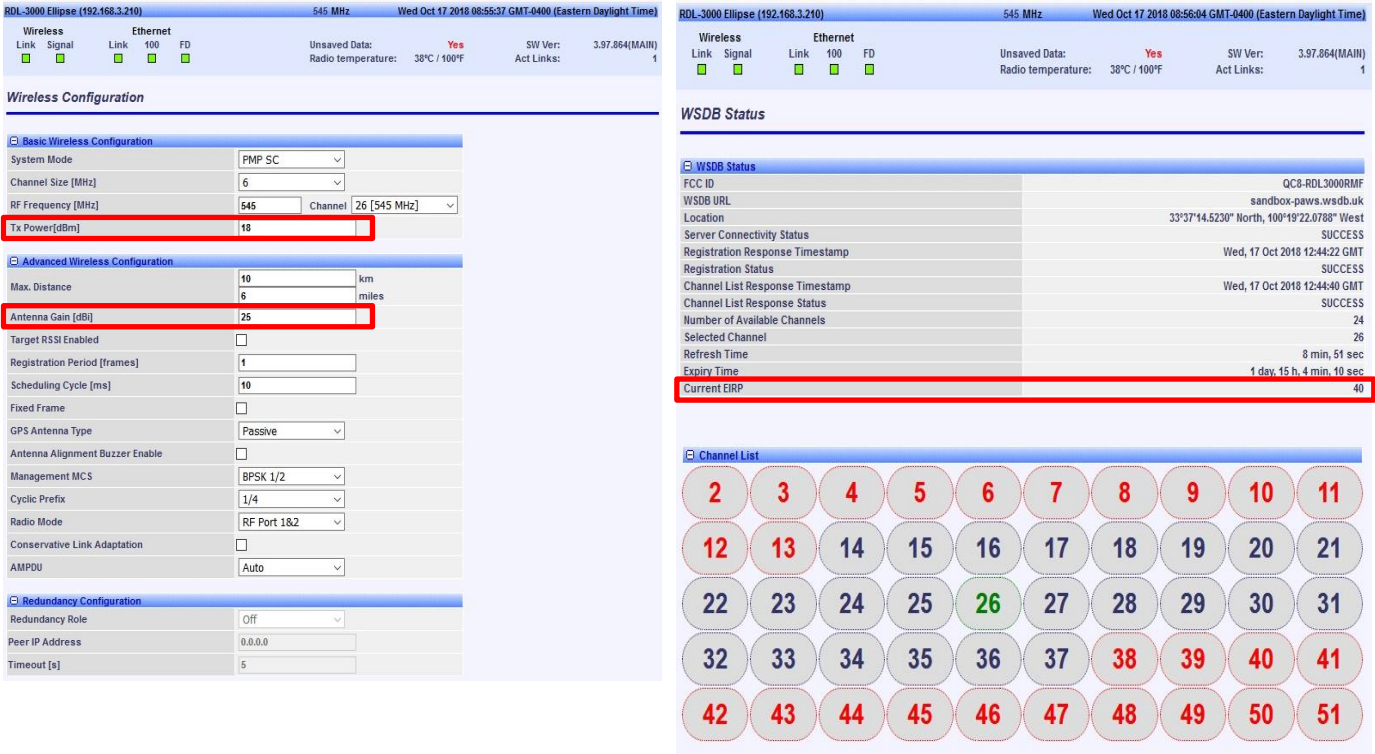 RDL-3000 Ellipse (192.168.3.210) 545 MHz Wed Oct 17 2018 08:55:37 GMT-0400 (Eastern Daylight Time)
Wireless Ethernet
Link Signal Link 100 FD
Unsaved Data: Yes SW Ver: 3.97.864(MAIN)
Radio temperature: 38°C / 100°F Act Links: 1
Wireless Configuration
Basic Wireless Configuration
System Mode PMP SC
Channel Size [MHz] 6
RF Frequency [MHz] 545 Channel 26 [545 MHz]
Tx Power[dBm] 18
Advanced Wireless Configuration
Max. Distance 10 km
6 miles
Antenna Gain [dBi] 25
Target RSSI Enabled
Registration Period [frames] 1
Scheduling Cycle [ms] 10
Fixed Frame
GPS Antenna Type Passive
Antenna Alignment Buzzer Enable
Management MCS BPSK 1/2
Cyclic Prefix 1/4
Radio Mode RF Port 1&2
Conservative Link Adaptation
AMPDU Auto
Redundancy Configuration
Redundancy Role Off
Peer IP Address 0.0.0.0
Timeout [s] 5
RDL-3000 Ellipse (192.168.3.210) 545 MHz Wed Oct 17 2018 08:56:04 GMT-0400 (Eastern Daylight Time)
Wireless Ethernet
Link Signal Link 100 FD
Unsaved Data: Yes SW Ver: 3.97.864(MAIN)
Radio temperature: 38°C / 100°F Act Links: 1
WSDB Status
WSDB Status
FCC ID QC8-RDL3000RMF
WSDB URL sandbox-paws.wsdb.uk
Location 33°37'14.5230" North, 100°19'22.0788" West
Server Connectivity Status SUCCESS
Registration Response Timestamp Wed, 17 Oct 2018 12:44:22 GMT
Registration Status SUCCESS
Channel List Response Timestamp Wed, 17 Oct 2018 12:44:40 GMT
Channel List Response Status SUCCESS
Number of Available Channels 24
Selected Channel 26
Refresh Time 8 min, 51 sec
Expiry Time 1 day, 15 h, 4 min, 10 sec
Current EIRP 40
Channel List
2 3 4 5 6 7 8 9 10 11
12 13 14 15 16 17 18 19 20 21
22 23 24 25 26 27 28 29 30 31
32 33 34 35 36 37 38 39 40 41
42 43 44 45 46 47 48 49 50 51